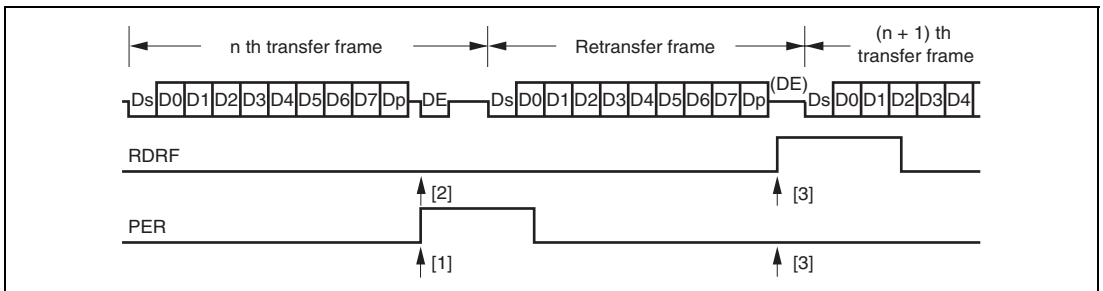 n th transfer frame Retransfer frame (n + 1) th
transfer frame
Ds D0 D1 D2 D3 D4 D5 D6 D7 Dp DE Ds D0 D1 D2 D3 D4 D5 D6 D7 Dp (DE) Ds D0 D1 D2 D3 D4
RDRF
[2] [3]
PER
[1] [3]